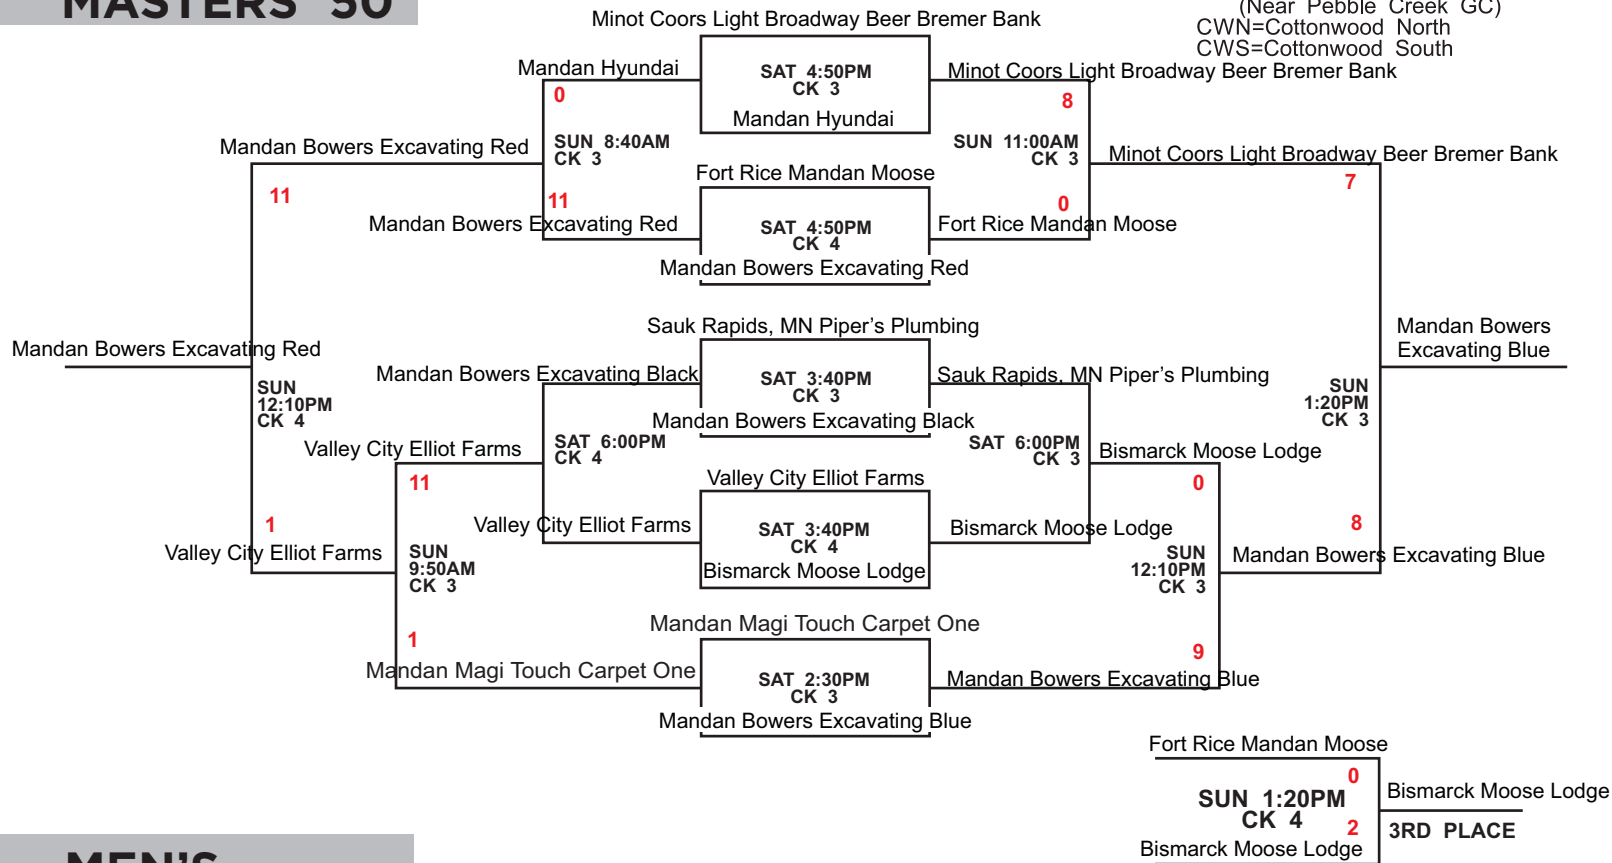 MASTERS 50
(Near Pebble Creek GC)
CWN=Cottonwood North
CWS=Cottonwood South
Minot Coors Light Broadway Beer Bremer Bank
Mandan Hyundai
SAT 4:50PM
CK 3
Minot Coors Light Broadway Beer Bremer Bank
0
8
Mandan Hyundai
Mandan Bowers Excavating Red
SUN 8:40AM
CK 3
SUN 11:00AM
CK 3
Minot Coors Light Broadway Beer Bremer Bank
Fort Rice Mandan Moose
11
7
11
0
Mandan Bowers Excavating Red
SAT 4:50PM
CK 4
Fort Rice Mandan Moose
Mandan Bowers Excavating Red
Sauk Rapids, MN Piper's Plumbing
Mandan Bowers
Excavating Blue
Mandan Bowers Excavating Red
Mandan Bowers Excavating Black
SAT 3:40PM
CK 3
Sauk Rapids, MN Piper's Plumbing
SUN
12:10PM
CK 4
SUN
1:20PM
CK 3
Mandan Bowers Excavating Black
Valley City Elliot Farms
SAT 6:00PM
CK 4
SAT 6:00PM
CK 3
Bismarck Moose Lodge
11
Valley City Elliot Farms
0
1
Valley City Elliot Farms
SAT 3:40PM
CK 4
Bismarck Moose Lodge
8
Valley City Elliot Farms
SUN
9:50AM
CK 3
Bismarck Moose Lodge
SUN
12:10PM
CK 3
Mandan Bowers Excavating Blue
Mandan Magi Touch Carpet One
1
9
Mandan Magi Touch Carpet One
SAT 2:30PM
CK 3
Mandan Bowers Excavating Blue
Mandan Bowers Excavating Blue
Fort Rice Mandan Moose
0
SUN 1:20PM
CK 4
Bismarck Moose Lodge
2
3RD PLACE
Bismarck Moose Lodge
MEN'S